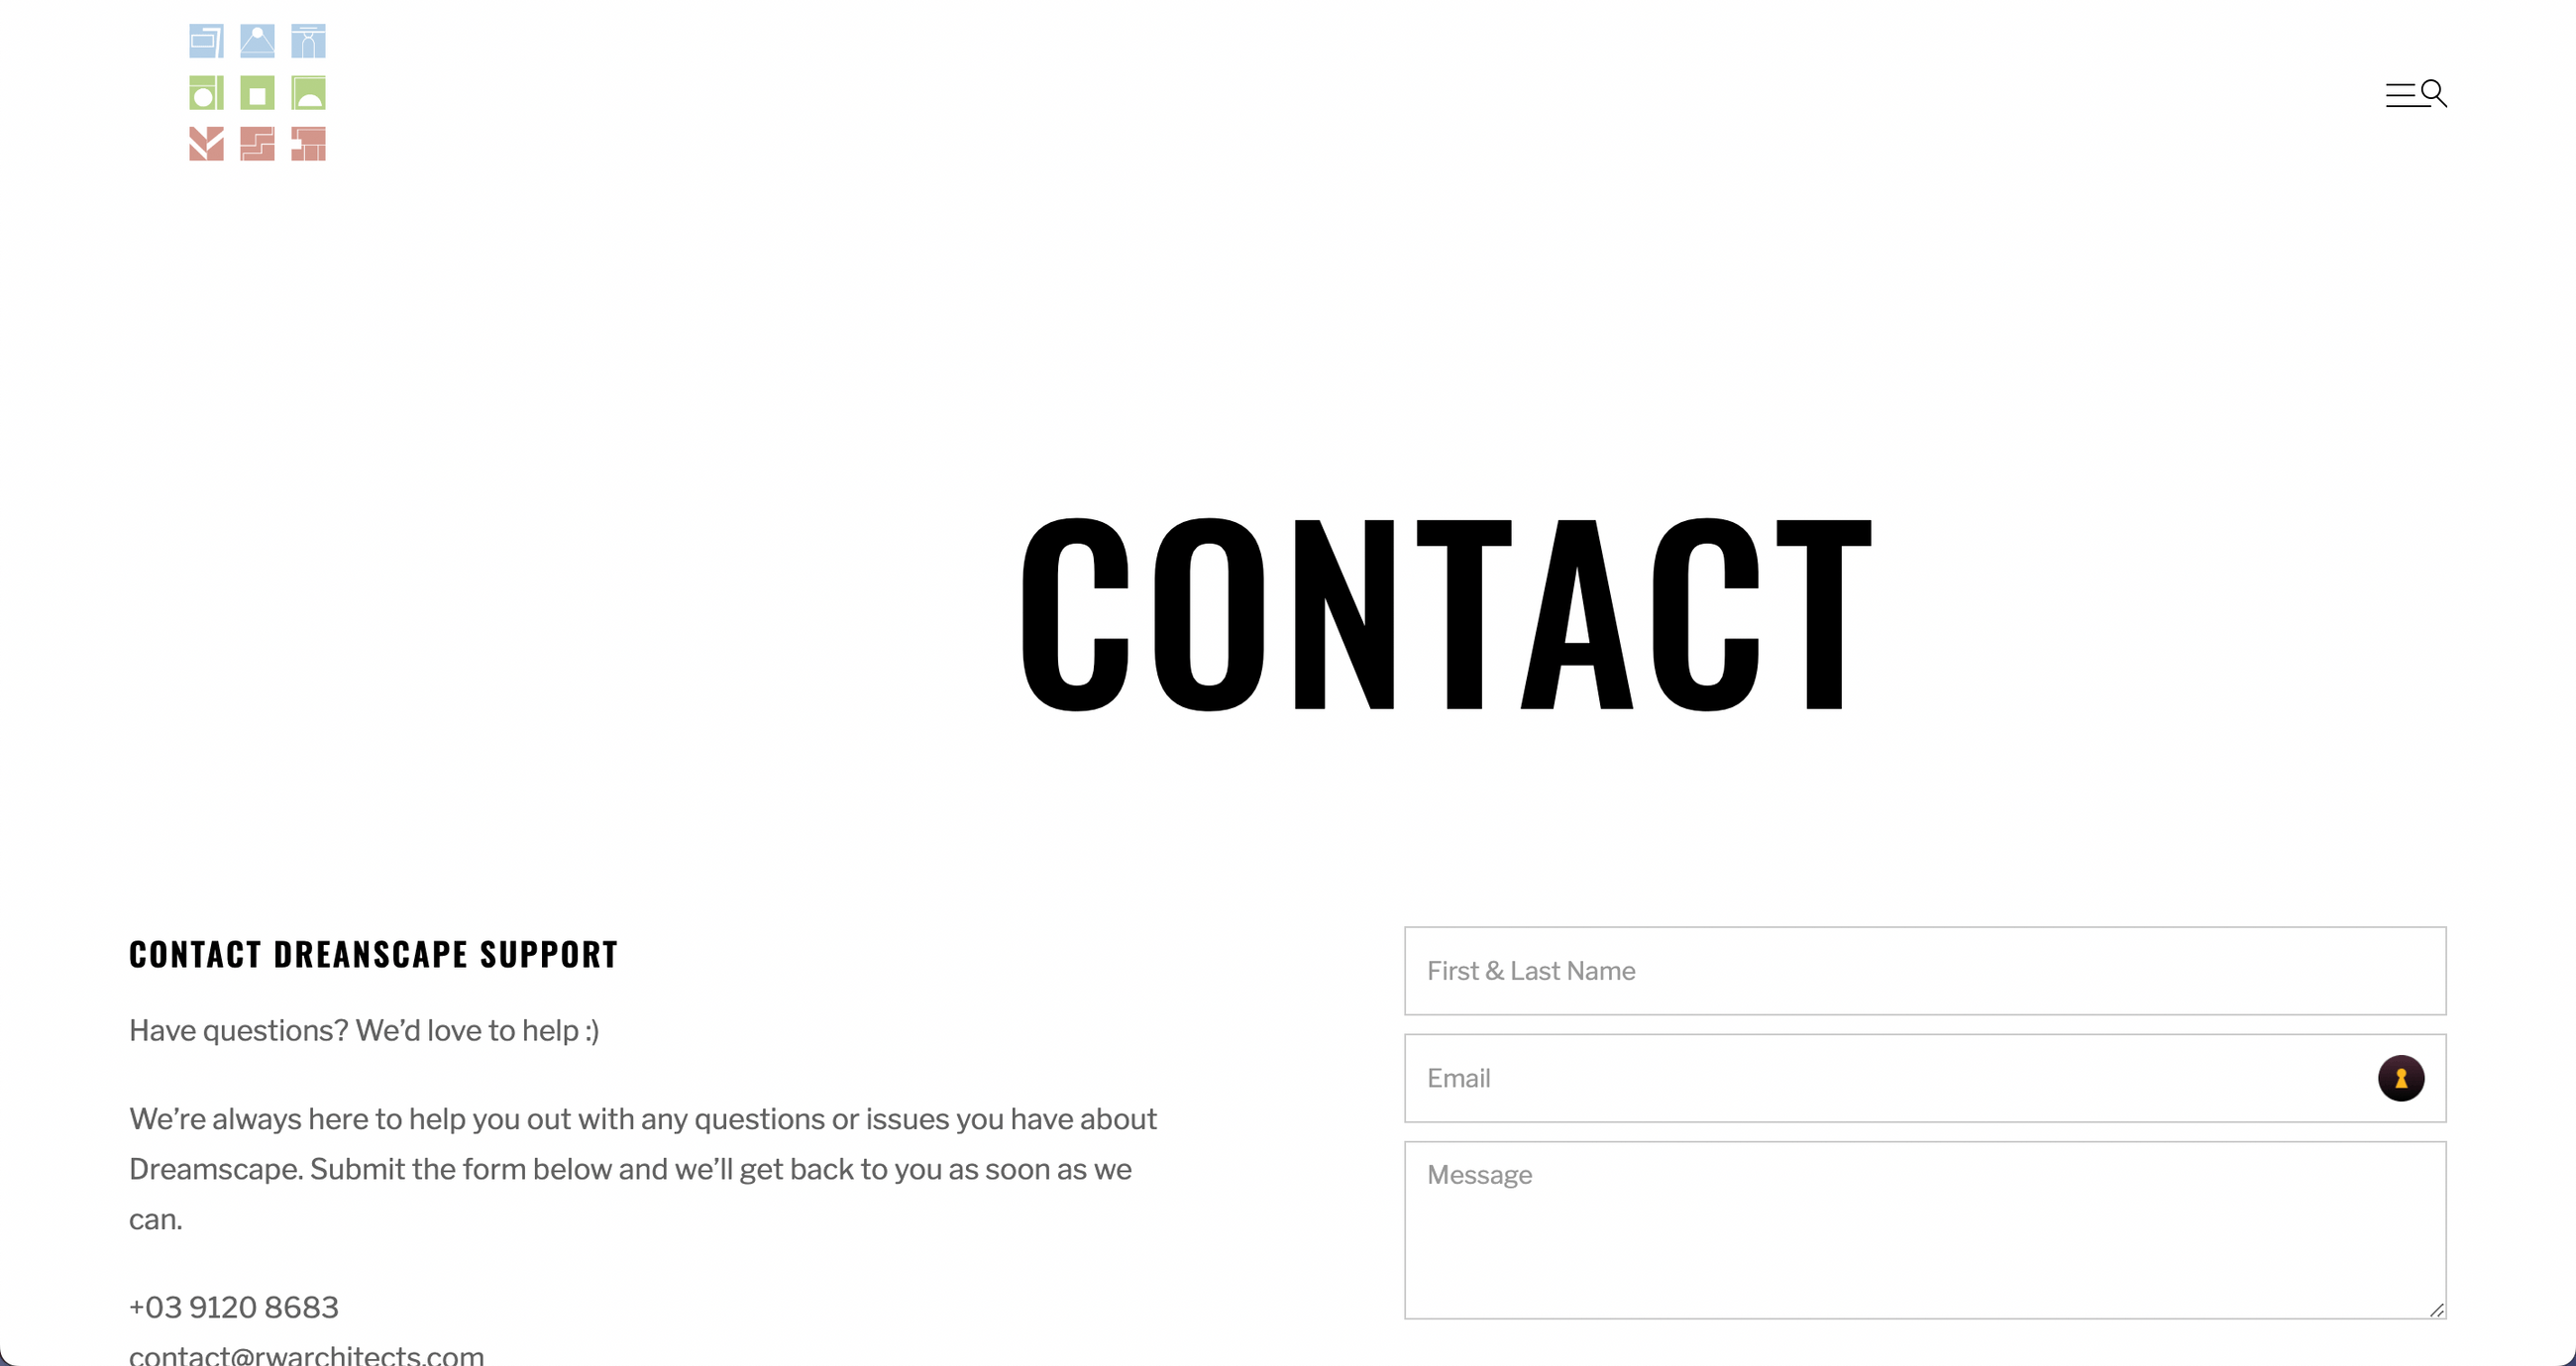 CONTACT
CONTACT DREANSCAPE SUPPORT
Have questions? We’d love to help :)
We’re always here to help you out with any questions or issues you have about
Dreamscape. Submit the form below and we’ll get back to you as soon as we
can.
+03 9120 8683
contact@rwarchitects.com
First & Last Name
Email
Message